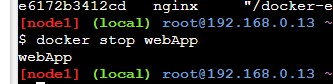 e6172b3412cd   nginx   "/docker-e
[node1] (local) root@192.168.0.13
$ docker stop webApp
webApp
[node1] (local) root@192.168.0.13